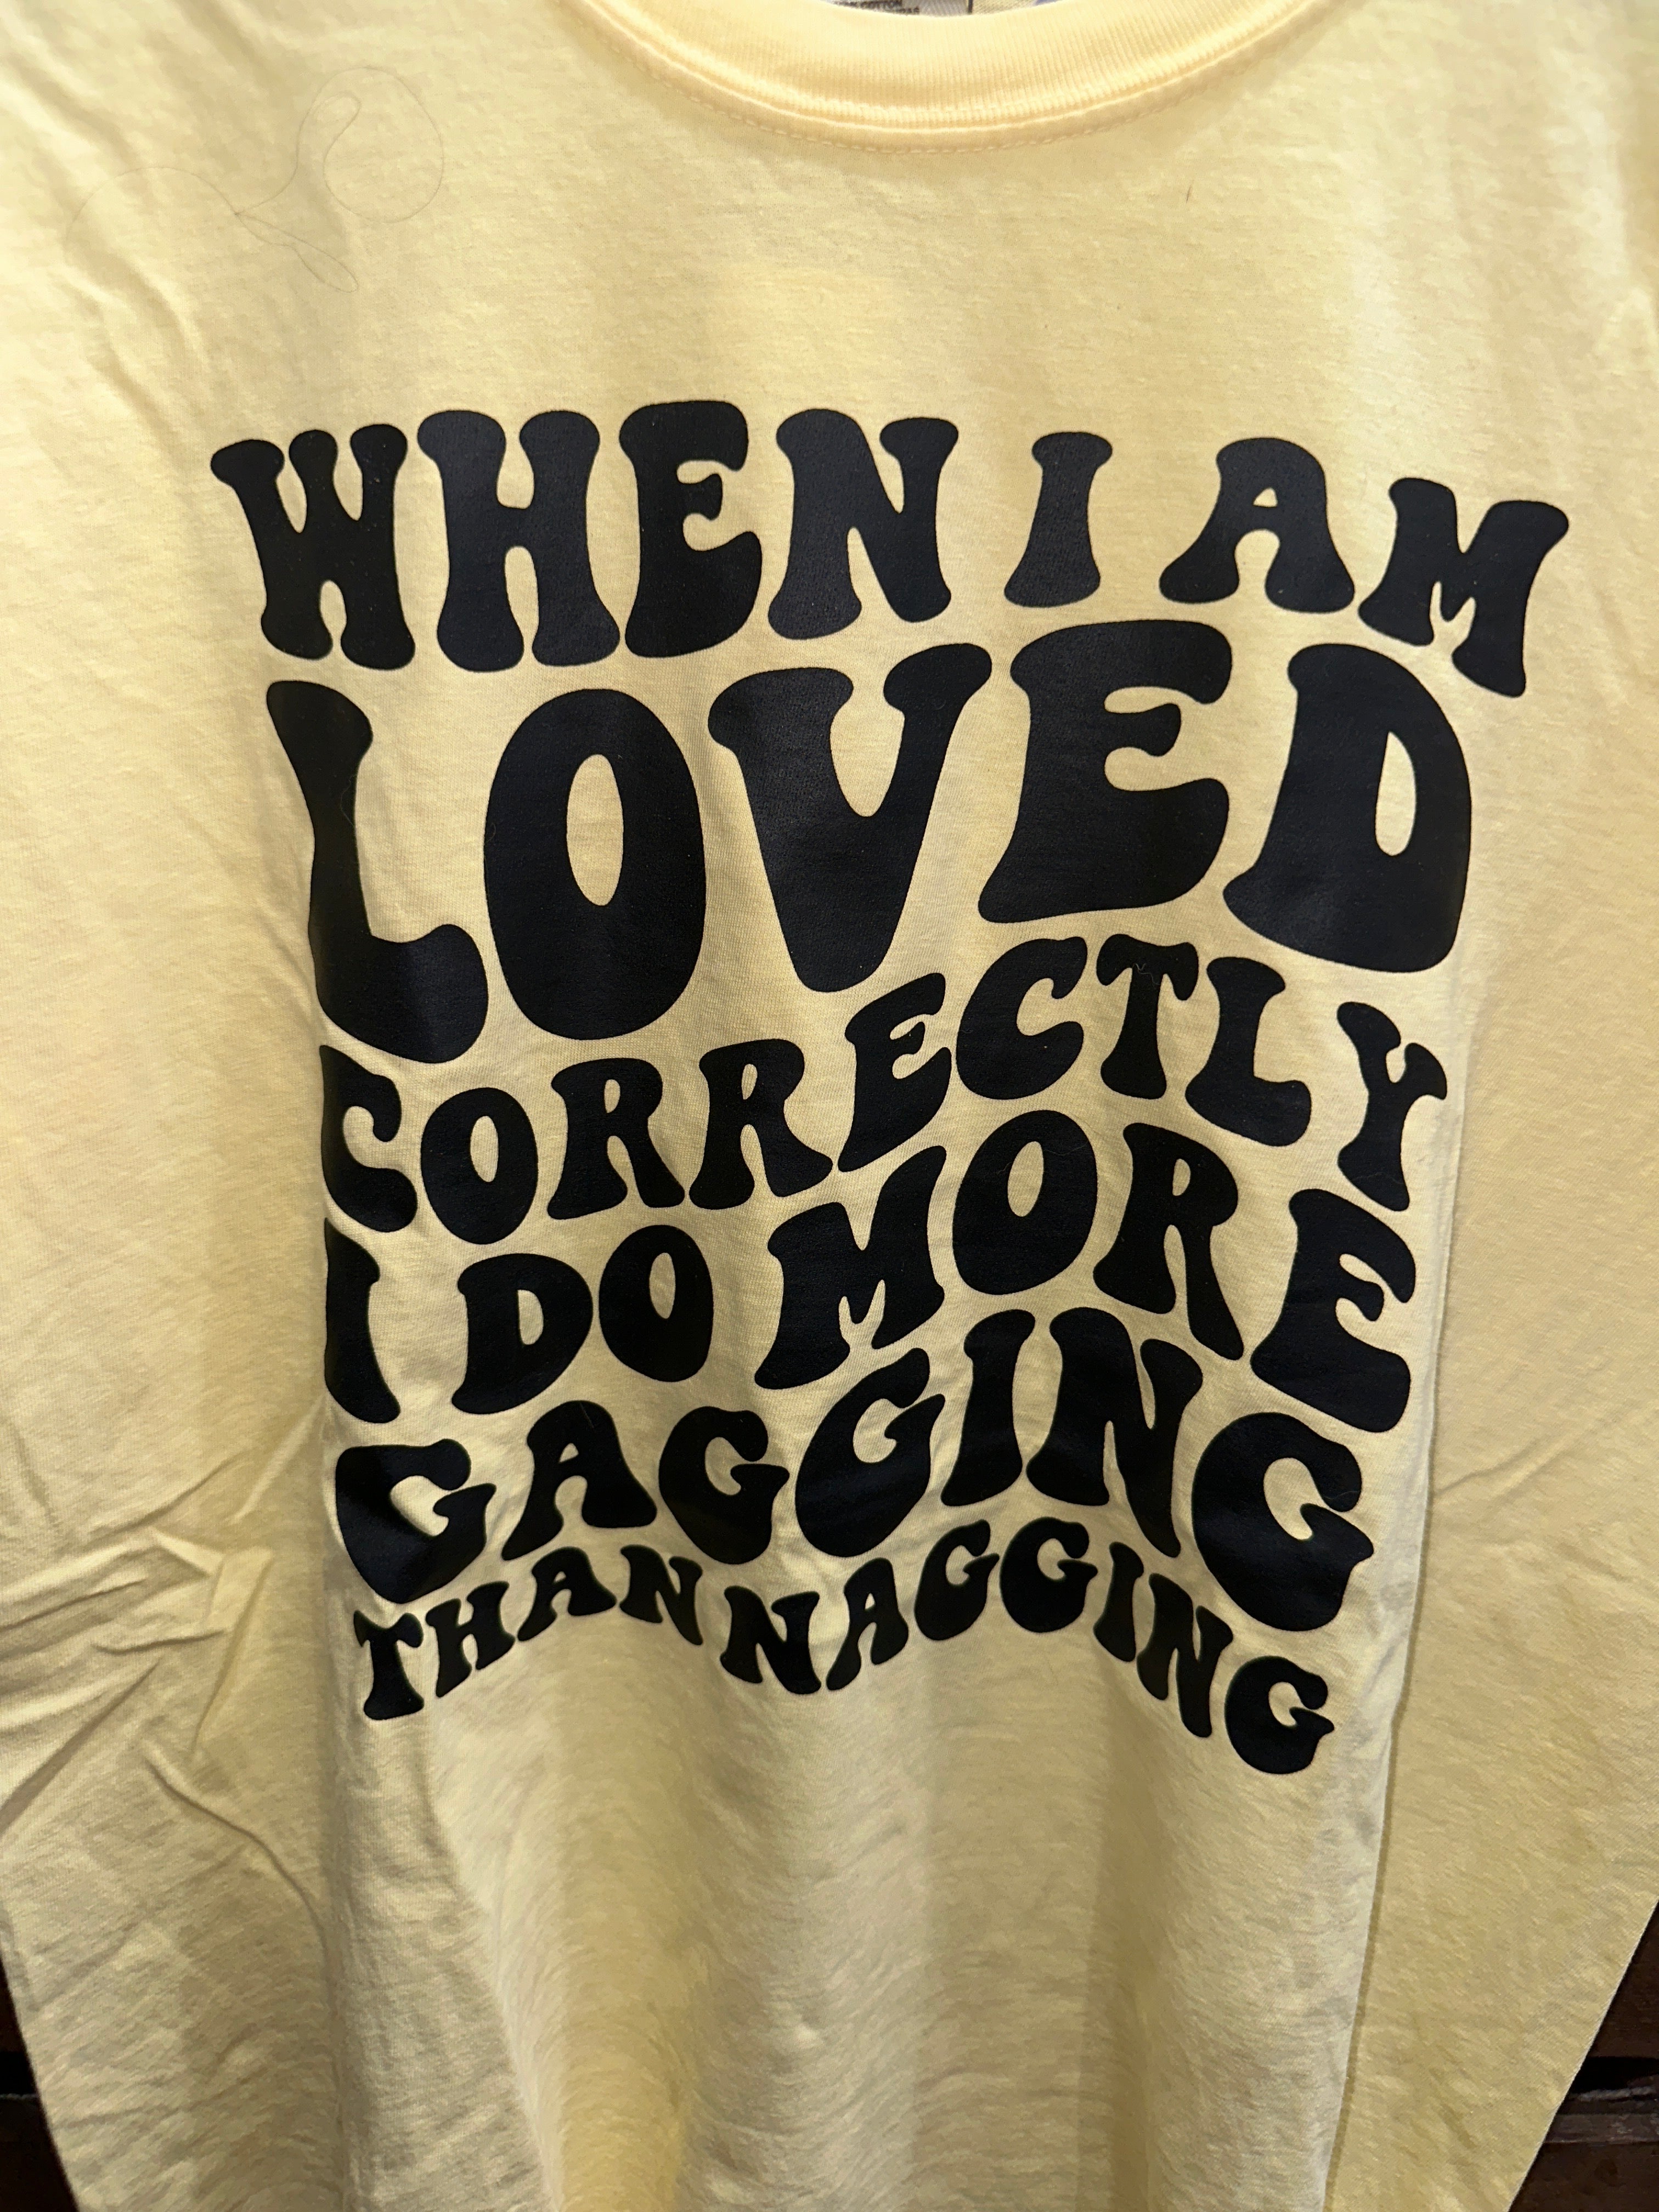 WHEN I AM
LOVED
CORRECTLY
I DO MORE
GAGGING
THAN NAGGING